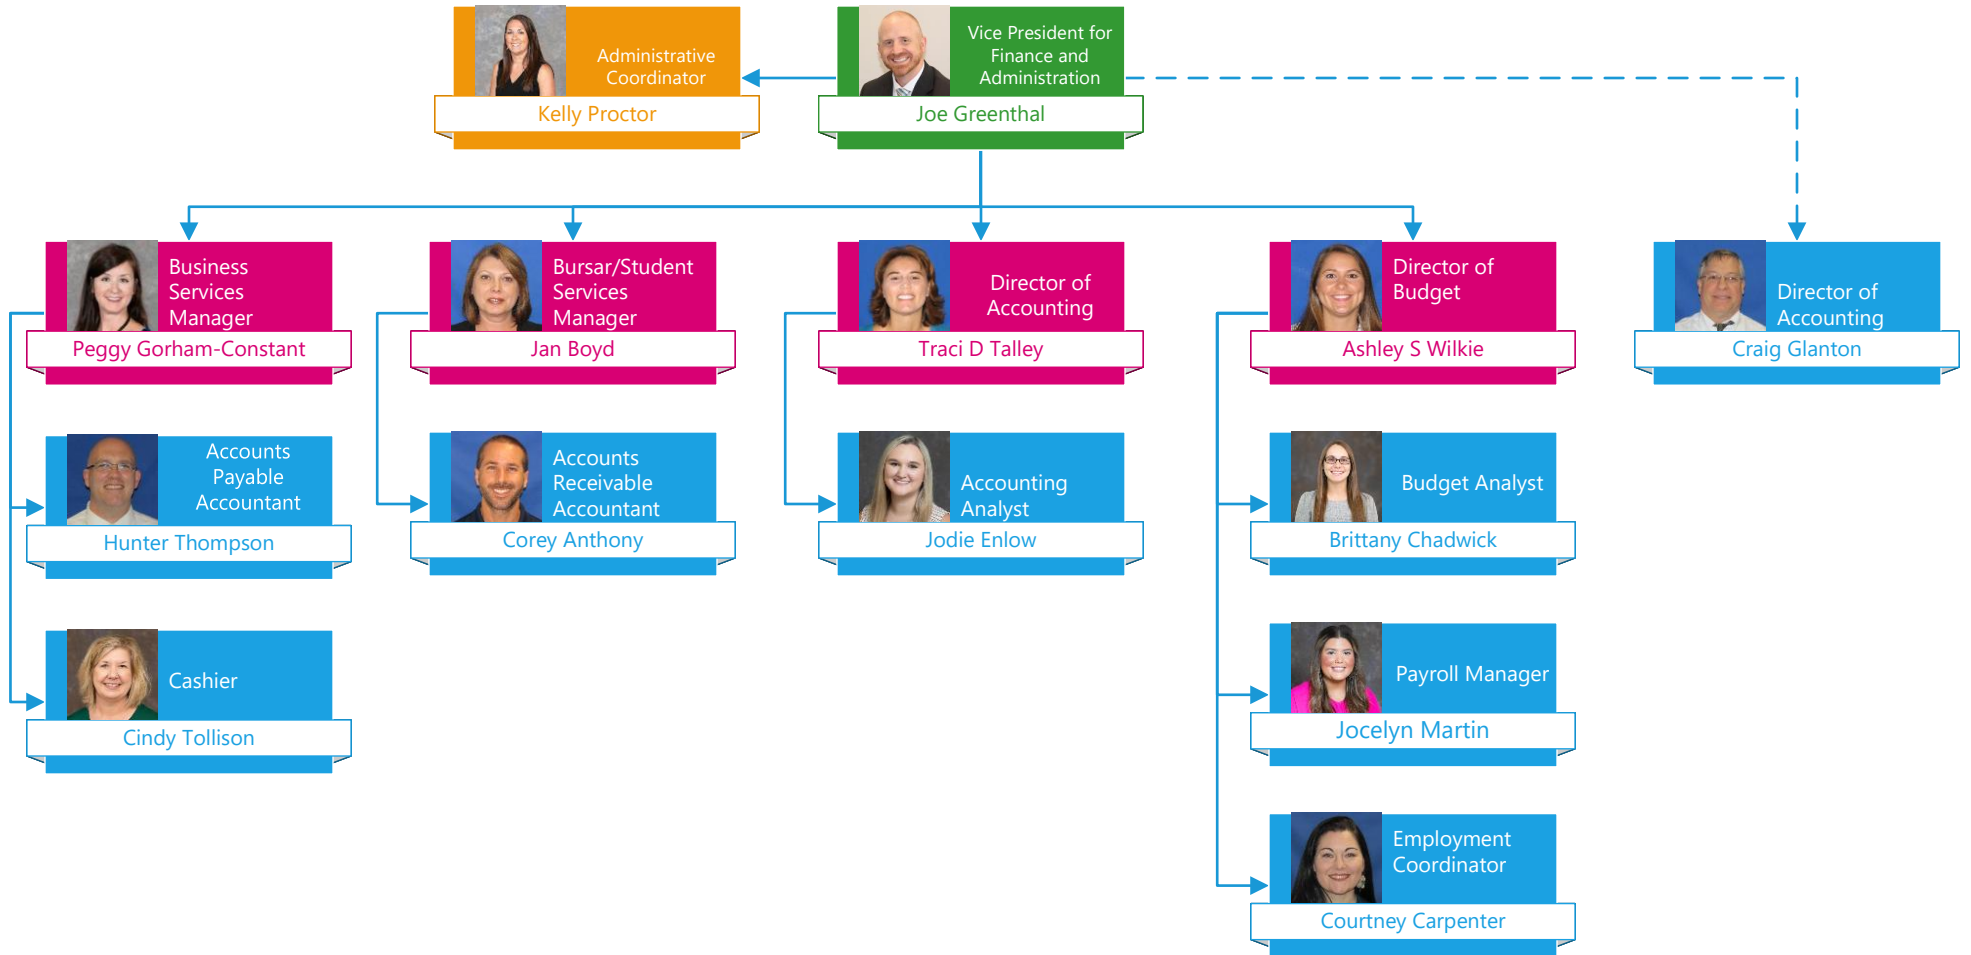 Administrative
Coordinator
Kelly Proctor
Vice President for
Finance and
Administration
Joe Greenthal
Business
Services
Manager
Peggy Gorham-Constant
Bursar/Student
Services
Manager
Jan Boyd
Director of
Accounting
Traci D Talley
Director of
Budget
Ashley S Wilkie
Director of
Accounting
Craig Glanton
Accounts
Payable
Accountant
Hunter Thompson
Accounts
Receivable
Accountant
Corey Anthony
Accounting
Analyst
Jodie Enlow
Budget Analyst
Brittany Chadwick
Cashier
Cindy Tollison
Payroll Manager
Jocelyn Martin
Employment
Coordinator
Courtney Carpenter